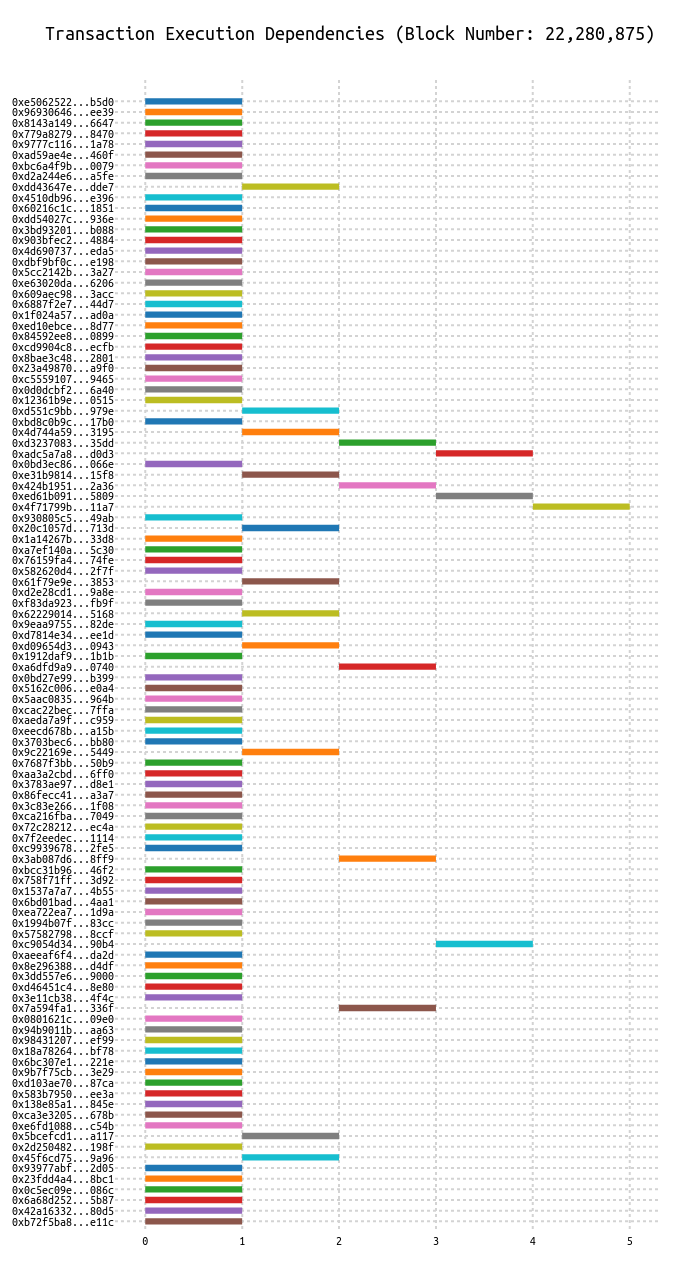 Transaction Execution Dependencies (Block Number: 22,280,875)
0xe5062522...b5d0
0x96930646...ee39
0x8143a149...6647
0x779a8279...8470
0x9777c116...1a78
0xad59ae4e...460f
0xbc6a4f9b...0079
0xd2a244e6...a5fe
0xdd43647e...dde7
0x4510db96...e396
0x60216c1c...1851
0xdd54027c...936e
0x3bd93201...b088
0x903bfec2...4884
0x4d690737...eda5
0xdbf9bf0c...e198
0x5cc2142b...3a27
0xe63020da...6206
0x609aec98...3acc
0x6887f2e7...44d7
0x1f024a57...ad0a
0xed10ebce...8d77
0x84592ee8...0899
0xcd9904c8...ecfb
0x8bae3c48...2801
0x23a49870...a9f0
0xc5559107...9465
0x0d0dcbf2...6a40
0x12361b9e...0515
0xd551c9bb...979e
0xbd8c0b9c...17b0
0x4d744a59...3195
0xd3237083...35dd
0xadc5a7a8...d0d3
0x0bd3ec86...066e
0xe31b9814...15f8
0x424b1951...2a36
0xed61b091...5809
0x4f71799b...11a7
0x930805c5...49ab
0x20c1057d...713d
0x1a14267b...33d8
0xa7ef140a...5c30
0x76159fa4...74fe
0x582620d4...2f7f
0x61f79e9e...3853
0xd2e28cd1...9a8e
0xf83da923...fb9f
0x62229014...5168
0x9eaa9755...82de
0xd7814e34...ee1d
0xd09654d3...0943
0x1912daf9...1b1b
0xa6dfd9a9...0740
0x0bd27e99...b399
0x5162c006...e0a4
0x5aac0835...964b
0xcac22bec...7ffa
0xaeda7a9f...c959
0xeecd678b...a15b
0x3703bec6...bb80
0x9c22169e...5449
0x7687f3bb...50b9
0xaa3a2cbd...6ff0
0x3783ae97...d8e1
0x86fecc41...a3a7
0x3c83e266...1f08
0xca216fba...7049
0x72c28212...ec4a
0x7f2eedec...1114
0xc9939678...2fe5
0x3ab087d6...8ff9
0xbcc31b96...46f2
0x758f71ff...3d92
0x1537a7a7...4b55
0x6bd01bad...4aa1
0xea722ea7...1d9a
0x1994b07f...83cc
0x57582798...8ccf
0xc9054d34...90b4
0xaeeaf6f4...da2d
0x8e296388...d4df
0x3dd557e6...9000
0xd46451c4...8e80
0x3e11cb38...4f4c
0x7a594fa1...336f
0x0801621c...09e0
0x94b9011b...aa63
0x98431207...ef99
0x18a78264...bf78
0x6bc307e1...221e
0x9b7f75cb...3e29
0xd103ae70...87ca
0x583b7950...ee3a
0x138e85a1...845e
0xca3e3205...678b
0xe6fd1088...c54b
0x5bcefcd1...a117
0x2d250482...198f
0x45f6cd75...9a96
0x93977abf...2d05
0x23fdd4a4...8bc1
0x0c5ec09e...086c
0x6a68d252...5b87
0x42a16332...80d5
0xb72f5ba8...e11c
0 1 2 3 4 5